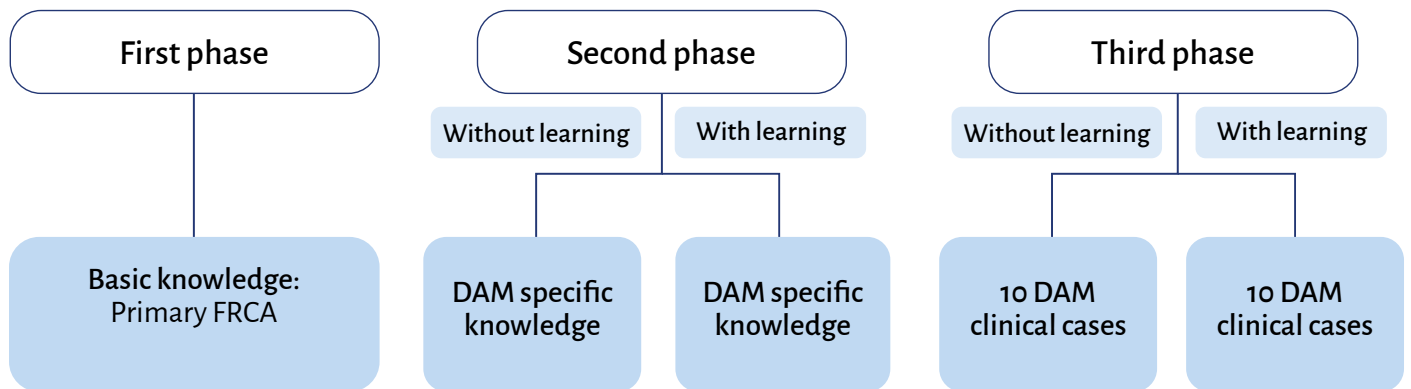 First phase
Second phase
Third phase
Without learning
With learning
Without learning
With learning
Basic knowledge:
Primary FRCA
DAM specific
knowledge
DAM specific
knowledge
10 DAM
clinical cases
10 DAM
clinical cases